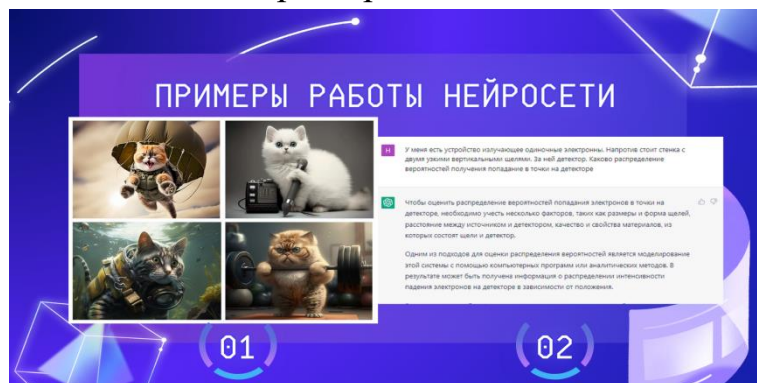 ПРИМЕРЫ РАБОТЫ НЕЙРОСЕТИ
Н
У меня есть устройство излучающее одиночные электронны. Напротив стоит стенка с
двумя узкими вертикальными щелями. За ней детектор. Каково распределение
вероятностей получения попадание в точки на детекторе
Чтобы оценить распределение вероятностей попадания электронов в точки на
детекторе, необходимо учесть несколько факторов, таких как размеры и форма щелей,
расстояние между источником и детектором, качество и свойства материалов, из
которых состоят щели и детектор.
Одним из подходов для оценки распределения вероятностей является моделирование
этой системы с помощью компьютерных программ или аналитических методов. В
результате может быть получена информация о распределении интенсивности
падения электронов на детекторе в зависимости от положения.
01
02